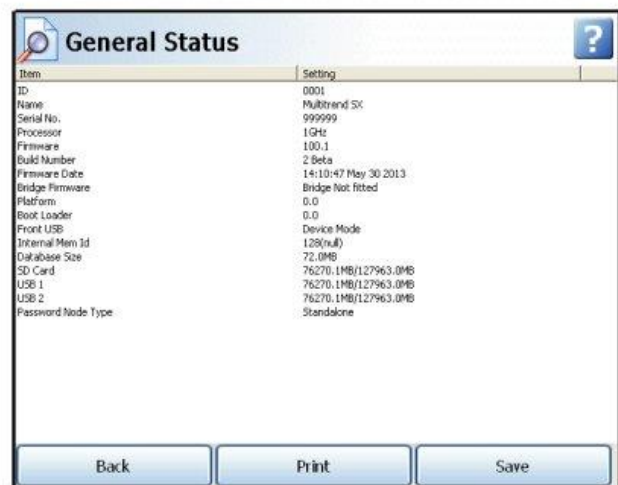 General Status
?
Item Setting
ID 0001
Name Multitrend SX
Serial No. 999999
Processor 1GHz
Firmware 100.1
Build Number 2 Beta
Firmware Date 14:10:47 May 30 2013
Bridge Firmware Bridge Not fitted
Platform 0.0
Boot Loader 0.0
Front USB Device Mode
Internal Mem Id 128(null)
Database Size 72.0MB
SD Card 76270.1MB/127963.0MB
USB 1 76270.1MB/127963.0MB
USB 2 76270.1MB/127963.0MB
Password Node Type Standalone
Back Print Save